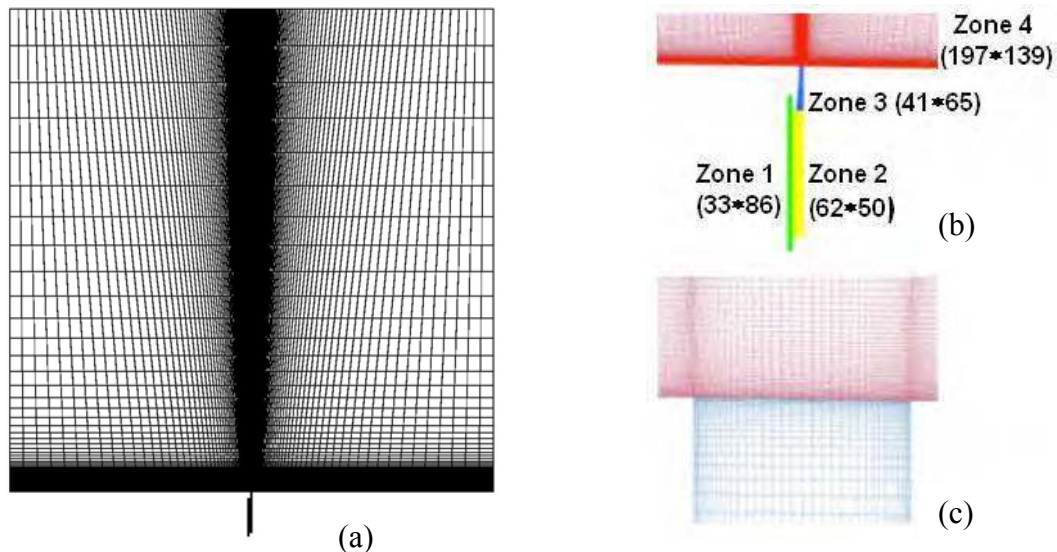 Zone 4
(197*139)
Zone 3 (41*65)
Zone 1
(33*86)
Zone 2
(62*50)
(b)
(a)
(c)